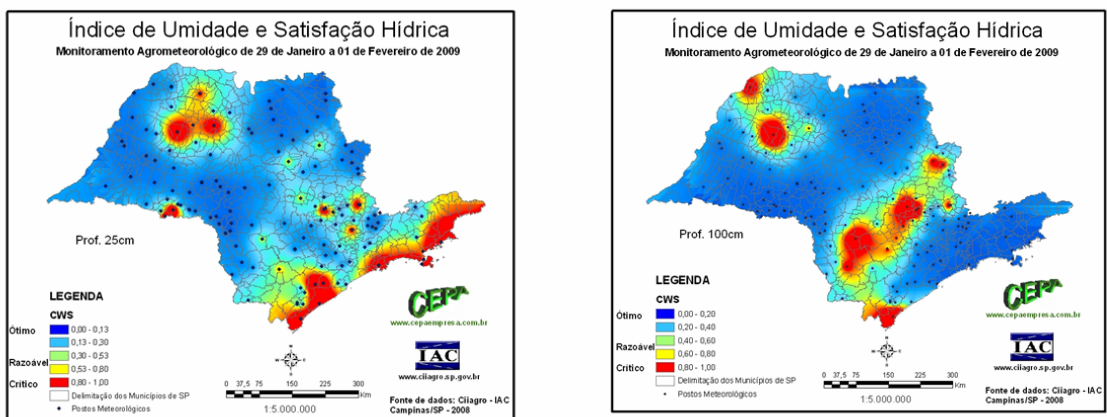 Índice de Umidade e Satisfação Hídrica
Monitoramento Agrometeorológico de 29 de Janeiro a 01 de Fevereiro de 2009
Prof. 25cm
LEGENDA
CWS
Ótimo
0,00 - 0,13
0,13 - 0,30
Razoável
0,30 - 0,53
0,53 - 0,80
Crítico
0,80 - 1,00
Delimitação dos Municípios de SP
Postos Meteorológicos
CEPA
www.cepaempresa.com.br
IAC
www.ciiagro.sp.gov.br
N
W
E
S
0 37,5 75 150 225 300
Km
1:5.000.000
Fonte de dados: Ciiagro - IAC
Campinas/SP - 2008
Índice de Umidade e Satisfação Hídrica
Monitoramento Agrometeorológico de 29 de Janeiro a 01 de Fevereiro de 2009
Prof. 100cm
LEGENDA
CWS
Ótimo
0,00 - 0,20
0,20 - 0,40
Razoável
0,40 - 0,60
0,60 - 0,80
Crítico
0,80 - 1,00
Delimitação dos Municípios de SP
Postos Meteorológicos
CEPA
www.cepaempresa.com.br
IAC
www.ciiagro.sp.gov.br
N
W
E
S
0 37,5 75 150 225 300
Km
1:5.000.000
Fonte de dados: Ciiagro - IAC
Campinas/SP - 2008